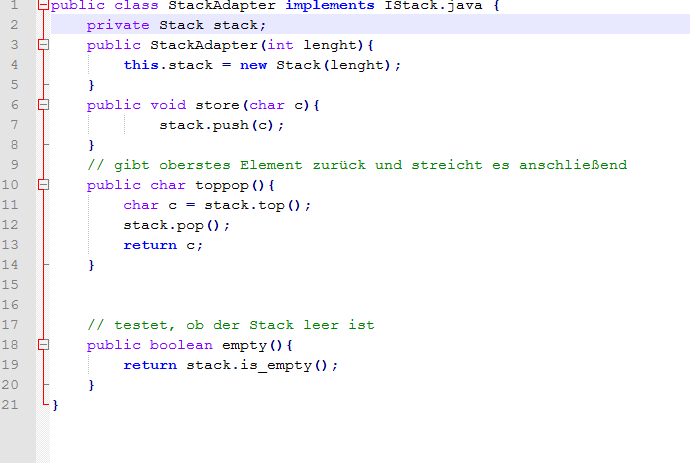 1 public class StackAdapter implements IStack.java {
2 private Stack stack;
3 public StackAdapter(int lenght){
4 this.stack = new Stack(lenght);
5 }
6 public void store(char c){
7 stack.push(c);
8 }
9 // gibt oberstes Element zurück und streicht es anschließend
10 public char toppop(){
11 char c = stack.top();
12 stack.pop();
13 return c;
14 }
15
16
17 // testet, ob der Stack leer ist
18 public boolean empty(){
19 return stack.is_empty();
20 }
21 }